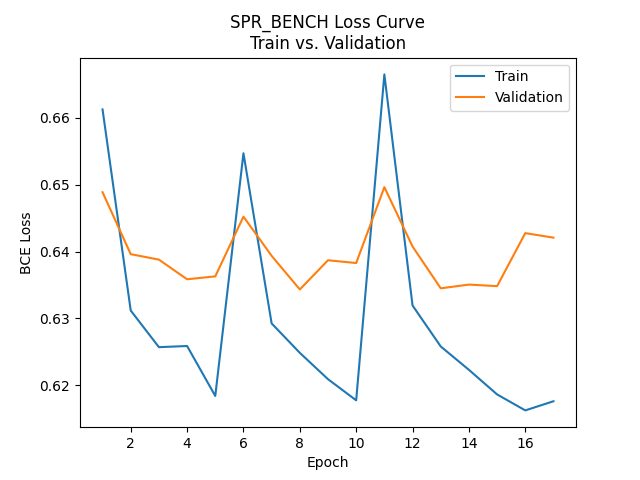 SPR_BENCH Loss Curve
Train vs. Validation
Train
Validation
BCE Loss
0.66
0.65
0.64
0.63
0.62
2 4 6 8 10 12 14 16
Epoch